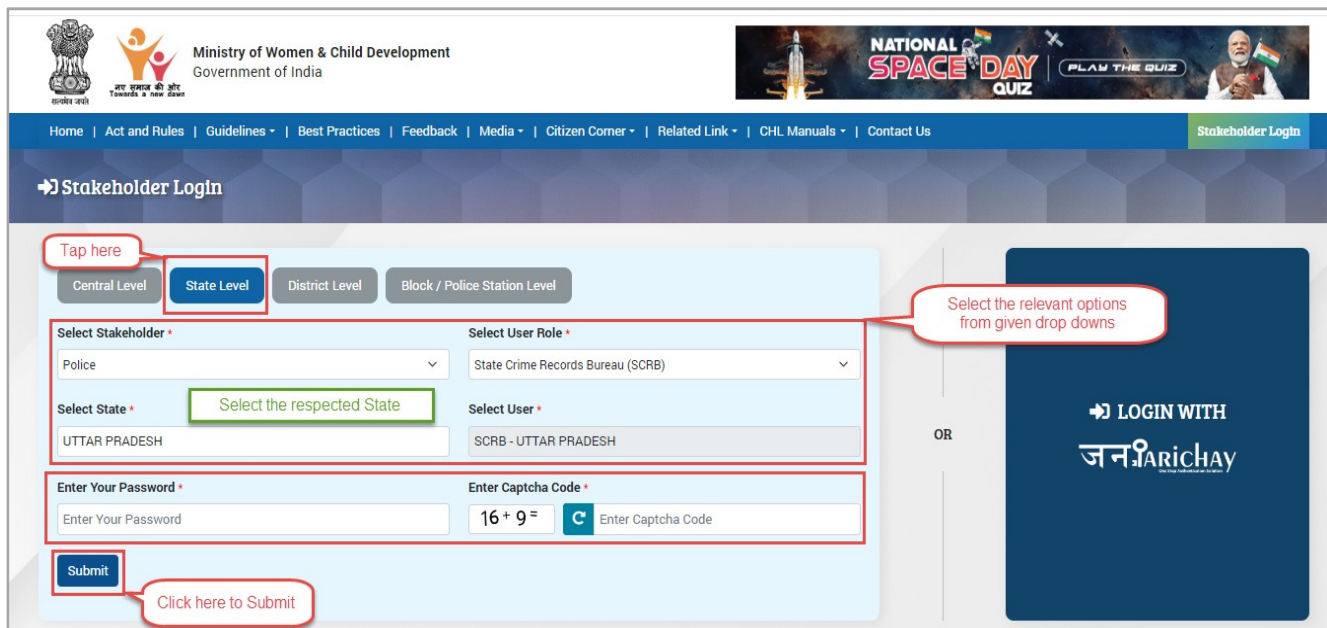 सत्यमेव जयते
नए समाज की ओर
Towards a new dawn
Ministry of Women & Child Development
Government of India
NATIONAL
SPACE DAY
QUIZ
PLAY THE QUIZ
Home | Act and Rules | Guidelines | Best Practices | Feedback | Media | Citizen Corner | Related Link | CHL Manuals | Contact Us
Stakeholder Login
Stakeholder Login
Tap here
Central Level
State Level
District Level
Block / Police Station Level
Select the relevant options
from given drop downs
Select Stakeholder *
Select User Role *
Police
State Crime Records Bureau (SCRB)
Select State *
Select the respected State
Select User *
UTTAR PRADESH
SCRB - UTTAR PRADESH
Enter Your Password *
Enter Captcha Code *
Enter Your Password
16 + 9 =
Enter Captcha Code
Submit
Click here to Submit
OR
LOGIN WITH
जन PARICHAY